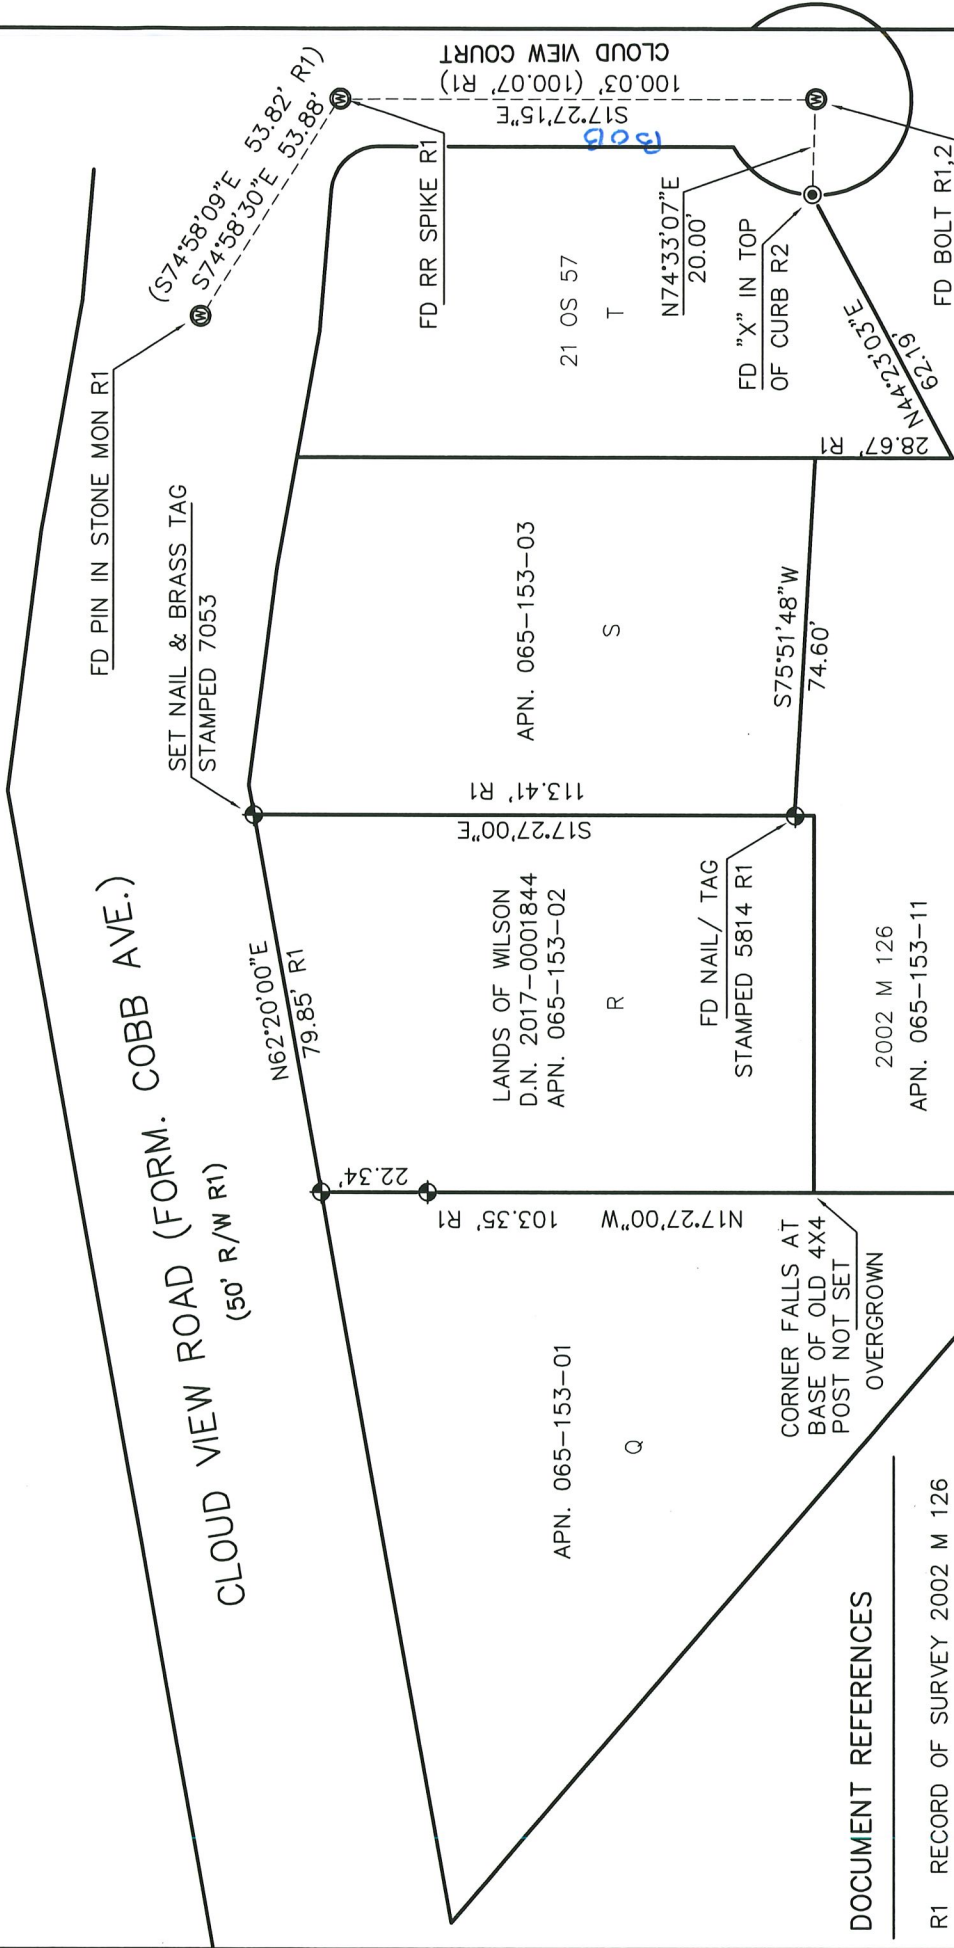 CLOUD VIEW ROAD (FORM. COBB AVE.)
(50' R/W R1)
FD PIN IN STONE MON R1
(S74°58'09"E 53.82' R1)
S74°58'30"E 53.88'
SET NAIL & BRASS TAG
STAMPED 7053
FD RR SPIKE R1
CLOUD VIEW COURT
100.03' (100.07' R1)
S17°27'15"E
BOB
N62°20'00"E
79.85' R1
22.34'
103.35' R1
N17°27'00"W
113.41' R1
S17°27'00"E
APN. 065-153-01
Q
LANDS OF WILSON
D.N. 2017-0001844
APN. 065-153-02
R
APN. 065-153-03
S
21 OS 57
T
N74°33'07"E
20.00'
FD "X" IN TOP
OF CURB R2
FD NAIL/ TAG
STAMPED 5814 R1
S75°51'48"W
74.60'
28.67' R1
N44°23'03"E
62.19'
FD BOLT R1,2
CORNER FALLS AT
BASE OF OLD 4X4
POST NOT SET
OVERGROWN
2002 M 126
APN. 065-153-11
DOCUMENT REFERENCES
R1 RECORD OF SURVEY 2002 M 126